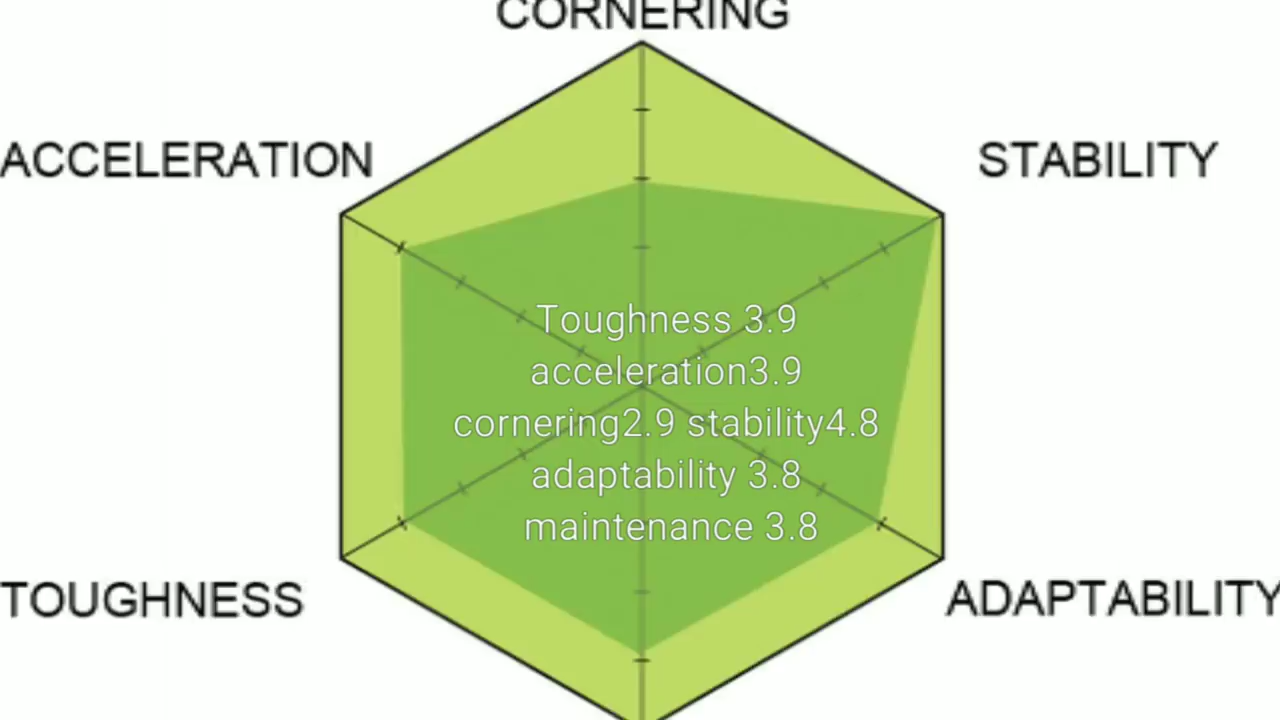 CORNERING
ACCELERATION
STABILITY
Toughness 3.9
acceleration3.9
cornering2.9 stability4.8
adaptability 3.8
maintenance 3.8
TOUGHNESS
ADAPTABILITY